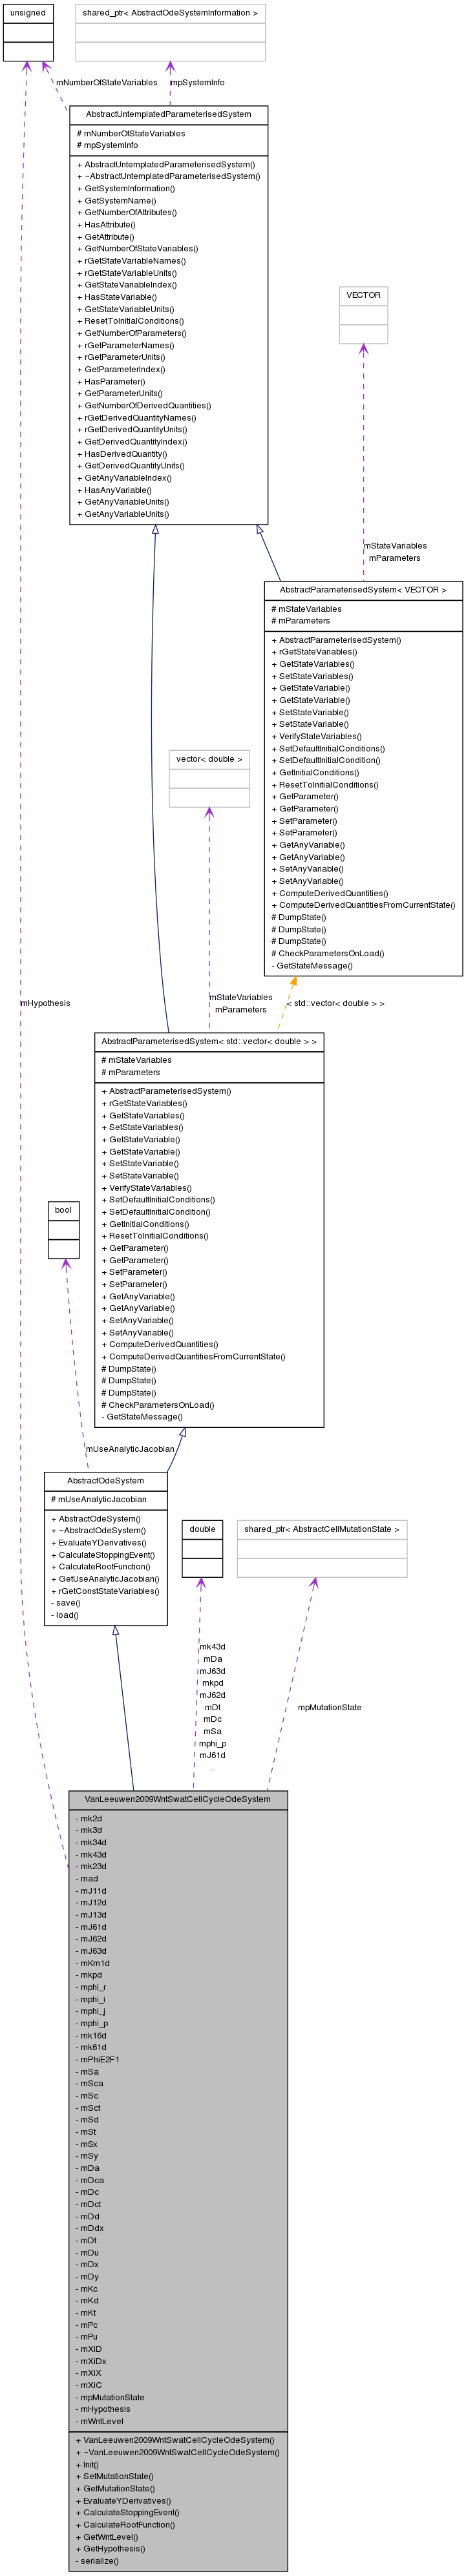 unsigned
shared_ptr< AbstractOdeSystemInformation >
mNumberOfStateVariables
mpSystemInfo
AbstractUntemplatedParameterisedSystem
# mNumberOfStateVariables
# mpSystemInfo
+ AbstractUntemplatedParameterisedSystem()
+ ~AbstractUntemplatedParameterisedSystem()
+ GetSystemInformation()
+ GetSystemName()
+ GetNumberOfAttributes()
+ HasAttribute()
+ GetAttribute()
+ GetNumberOfStateVariables()
+ rGetStateVariableNames()
+ rGetStateVariableUnits()
+ GetStateVariableIndex()
+ HasStateVariable()
+ GetStateVariableUnits()
+ ResetToInitialConditions()
+ GetNumberOfParameters()
+ rGetParameterNames()
+ rGetParameterUnits()
+ GetParameterIndex()
+ HasParameter()
+ GetParameterUnits()
+ GetNumberOfDerivedQuantities()
+ rGetDerivedQuantityNames()
+ rGetDerivedQuantityUnits()
+ GetDerivedQuantityIndex()
+ HasDerivedQuantity()
+ GetDerivedQuantityUnits()
+ GetAnyVariableIndex()
+ HasAnyVariable()
+ GetAnyVariableUnits()
+ GetAnyVariableUnits()
VECTOR
mStateVariables
mParameters
AbstractParameterisedSystem< VECTOR >
# mStateVariables
# mParameters
+ AbstractParameterisedSystem()
+ rGetStateVariables()
+ GetStateVariables()
+ SetStateVariables()
+ GetStateVariable()
+ GetStateVariable()
+ SetStateVariable()
+ SetStateVariable()
+ VerifyStateVariables()
+ SetDefaultInitialConditions()
+ SetDefaultInitialCondition()
+ GetInitialConditions()
+ ResetToInitialConditions()
+ GetParameter()
+ GetParameter()
+ SetParameter()
+ SetParameter()
+ GetAnyVariable()
+ GetAnyVariable()
+ SetAnyVariable()
+ SetAnyVariable()
+ ComputeDerivedQuantities()
+ ComputeDerivedQuantitiesFromCurrentState()
# DumpState()
# DumpState()
# DumpState()
# CheckParametersOnLoad()
- GetStateMessage()
vector< double >
mHypothesis
mStateVariables
mParameters
< std::vector< double > >
AbstractParameterisedSystem< std::vector< double > >
# mStateVariables
# mParameters
+ AbstractParameterisedSystem()
+ rGetStateVariables()
+ GetStateVariables()
+ SetStateVariables()
+ GetStateVariable()
+ GetStateVariable()
+ SetStateVariable()
+ SetStateVariable()
+ VerifyStateVariables()
+ SetDefaultInitialConditions()
+ SetDefaultInitialCondition()
+ GetInitialConditions()
+ ResetToInitialConditions()
+ GetParameter()
+ GetParameter()
+ SetParameter()
+ SetParameter()
+ GetAnyVariable()
+ GetAnyVariable()
+ SetAnyVariable()
+ SetAnyVariable()
+ ComputeDerivedQuantities()
+ ComputeDerivedQuantitiesFromCurrentState()
# DumpState()
# DumpState()
# DumpState()
# CheckParametersOnLoad()
- GetStateMessage()
bool
mUseAnalyticJacobian
AbstractOdeSystem
# mUseAnalyticJacobian
+ AbstractOdeSystem()
+ ~AbstractOdeSystem()
+ EvaluateYDerivatives()
+ CalculateStoppingEvent()
+ CalculateRootFunction()
+ GetUseAnalyticJacobian()
+ rGetConstStateVariables()
- save()
- load()
double
shared_ptr< AbstractCellMutationState >
mk43d
mDa
mJ63d
mkpd
mJ62d
mDt
mDc
mSa
mphi_p
mJ61d
...
mpMutationState
VanLeeuwen2009WntSwatCellCycleOdeSystem
- mk2d
- mk3d
- mk34d
- mk43d
- mk23d
- mad
- mJ11d
- mJ12d
- mJ13d
- mJ61d
- mJ62d
- mJ63d
- mKm1d
- mkpd
- mphi_r
- mphi_i
- mphi_j
- mphi_p
- mk16d
- mk61d
- mPhiE2F1
- mSa
- mSca
- mSc
- mSct
- mSd
- mSt
- mSx
- mSy
- mDa
- mDca
- mDc
- mDct
- mDd
- mDdx
- mDt
- mDu
- mDx
- mDy
- mKc
- mKd
- mKt
- mPc
- mPu
- mXiD
- mXiDx
- mXiX
- mXiC
- mpMutationState
- mHypothesis
- mWntLevel
+ VanLeeuwen2009WntSwatCellCycleOdeSystem()
+ ~VanLeeuwen2009WntSwatCellCycleOdeSystem()
+ Init()
+ SetMutationState()
+ GetMutationState()
+ EvaluateYDerivatives()
+ CalculateStoppingEvent()
+ CalculateRootFunction()
+ GetWntLevel()
+ GetHypothesis()
- serialize()